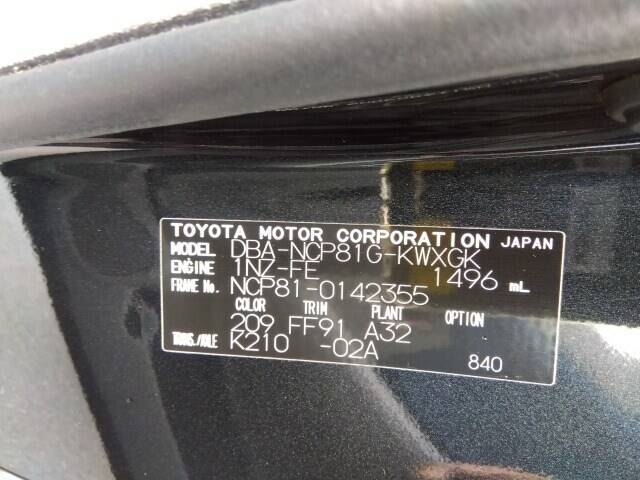 TOYOTA MOTOR CORPORATION JAPAN
MODEL DBA-NCP81G-KWXGK
ENGINE 1NZ-FE 1496 mL
FRAME No. NCP81-0142355
COLOR TRIM PLANT OPTION
209 FF91 A32
TRANS./AXLE K210 -02A 840